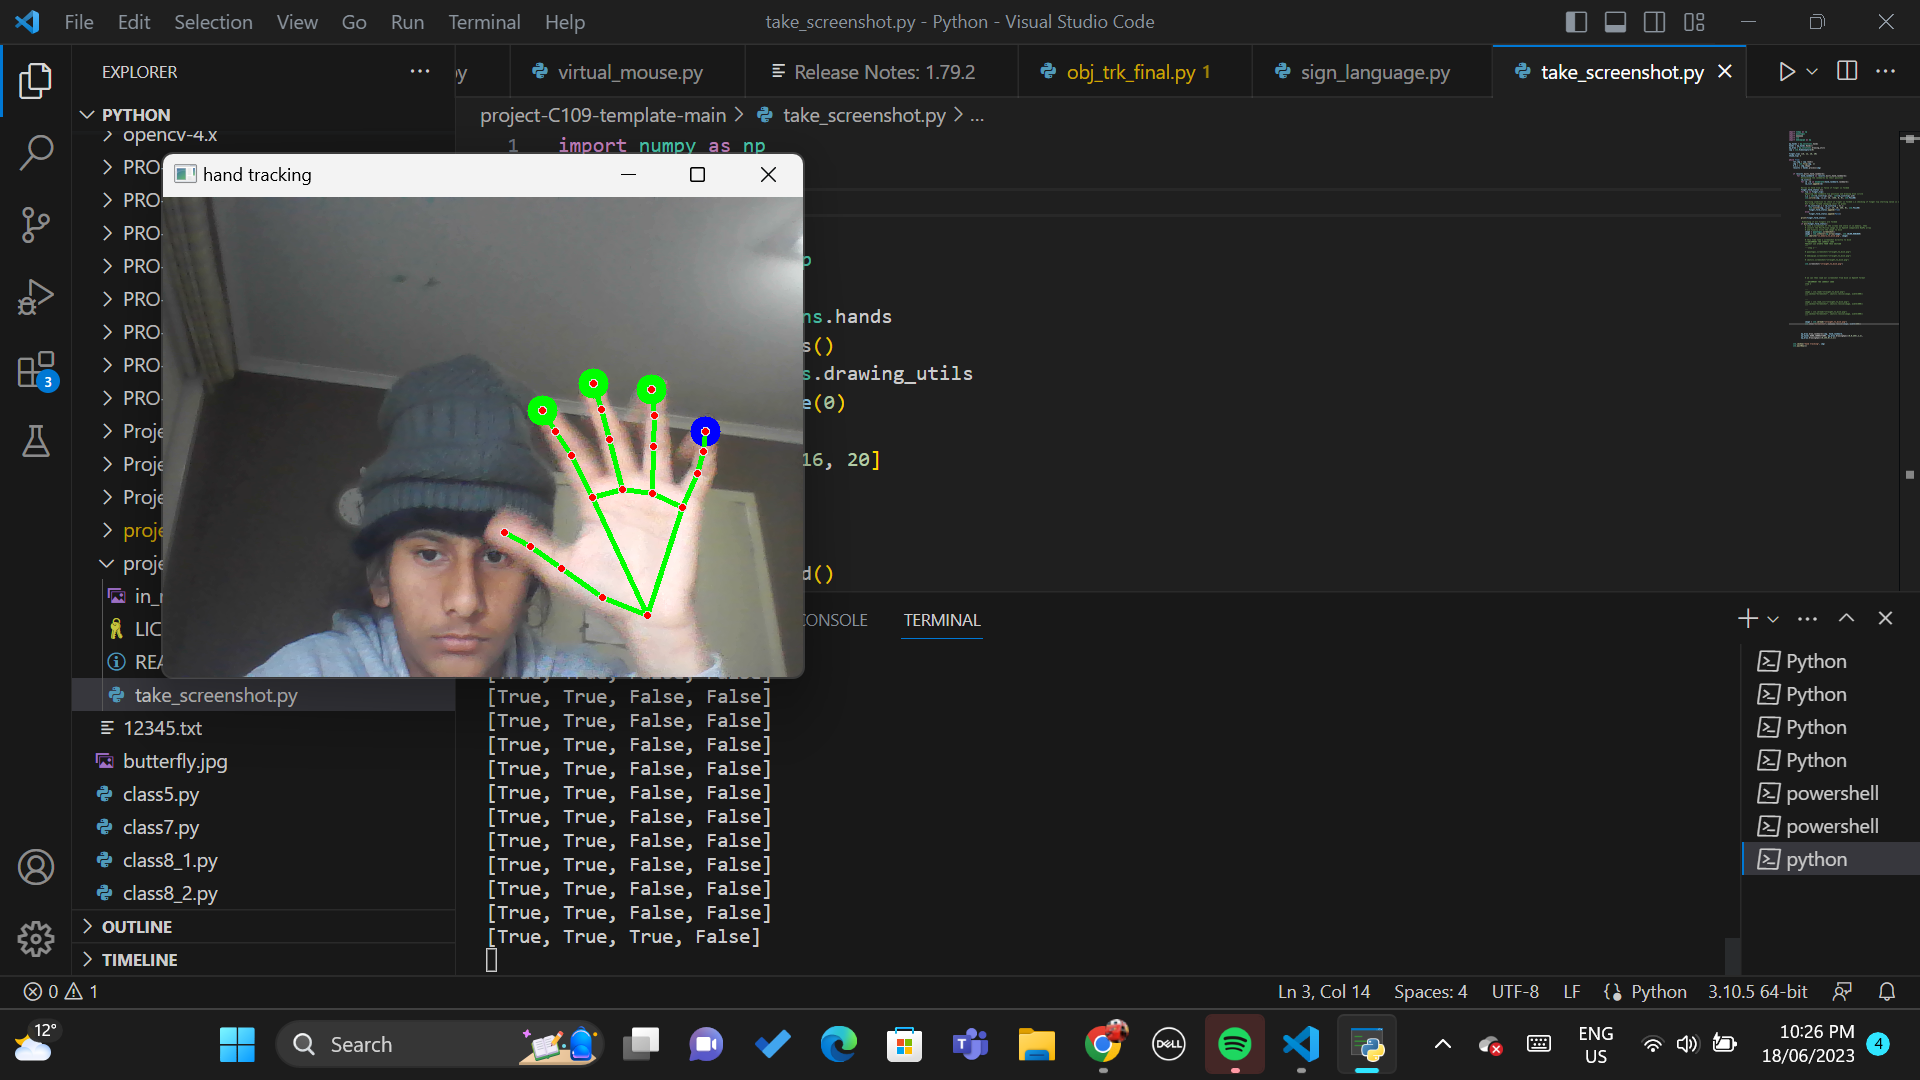 File Edit Selection View Go Run Terminal Help
take_screenshot.py - Python - Visual Studio Code
EXPLORER
py
virtual_mouse.py
Release Notes: 1.79.2
obj_trk_final.py 1
sign_language.py
take_screenshot.py
PYTHON
project-C109-template-main > take_screenshot.py > ...
opencv-4.x
1 import numpy as np
PRO-
PRO-
PRO-
PRO-
PRO-
PRO-
PRO-
PRO-
Proje
Proje
Proje
proje
proje
in_r
LIC
REA
take_screenshot.py
12345.txt
butterfly.jpg
class5.py
class7.py
class8_1.py
class8_2.py
OUTLINE
TIMELINE
3
hand tracking
p
ns.hands
s()
s.drawing_utils
e(0)
16, 20]
d()
CONSOLE
TERMINAL
[True, True, False, False]
[True, True, False, False]
[True, True, False, False]
[True, True, False, False]
[True, True, False, False]
[True, True, False, False]
[True, True, False, False]
[True, True, False, False]
[True, True, False, False]
[True, True, False, False]
[True, True, False, False]
[True, True, True, False]
Python
Python
Python
Python
powershell
powershell
python
0 1
Ln 3, Col 14
Spaces: 4
UTF-8
LF
Python
3.10.5 64-bit
12°
Search
DELL
ENG
US
10:26 PM
18/06/2023
4